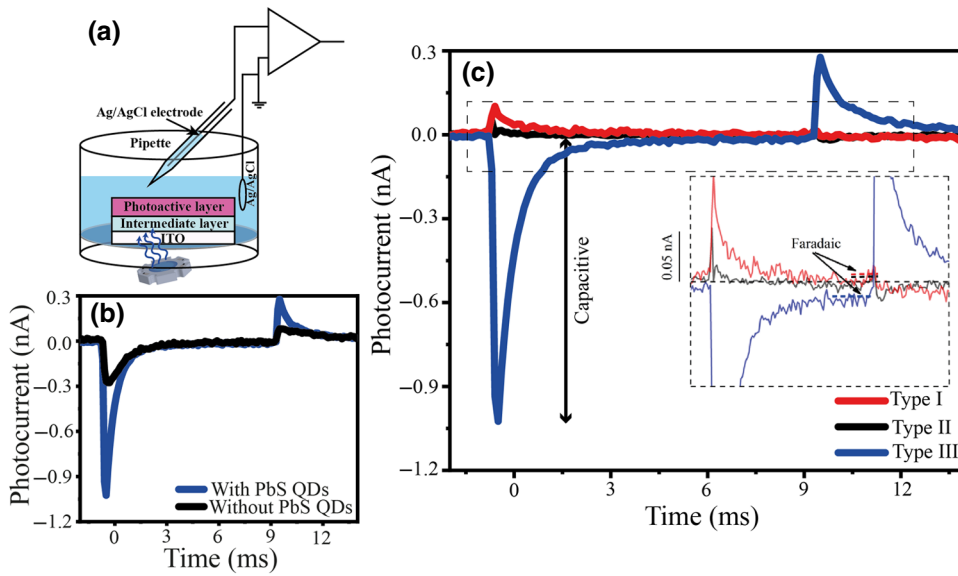 (a)
Ag/AgCl electrode
Pipette
Ag/AgCl
Photoactive layer
Intermediate layer
ITO
(b)
Photocurrent (nA)
0.3
0.0
−0.3
−0.6
−0.9
−1.2
0
3
6
9
12
Time (ms)
With PbS QDs
Without PbS QDs
(c)
Photocurrent (nA)
0.3
0.0
−0.3
−0.6
−0.9
−1.2
0
3
6
9
12
Time (ms)
Capacitive
0.05 nA
Faradaic
Type I
Type II
Type III